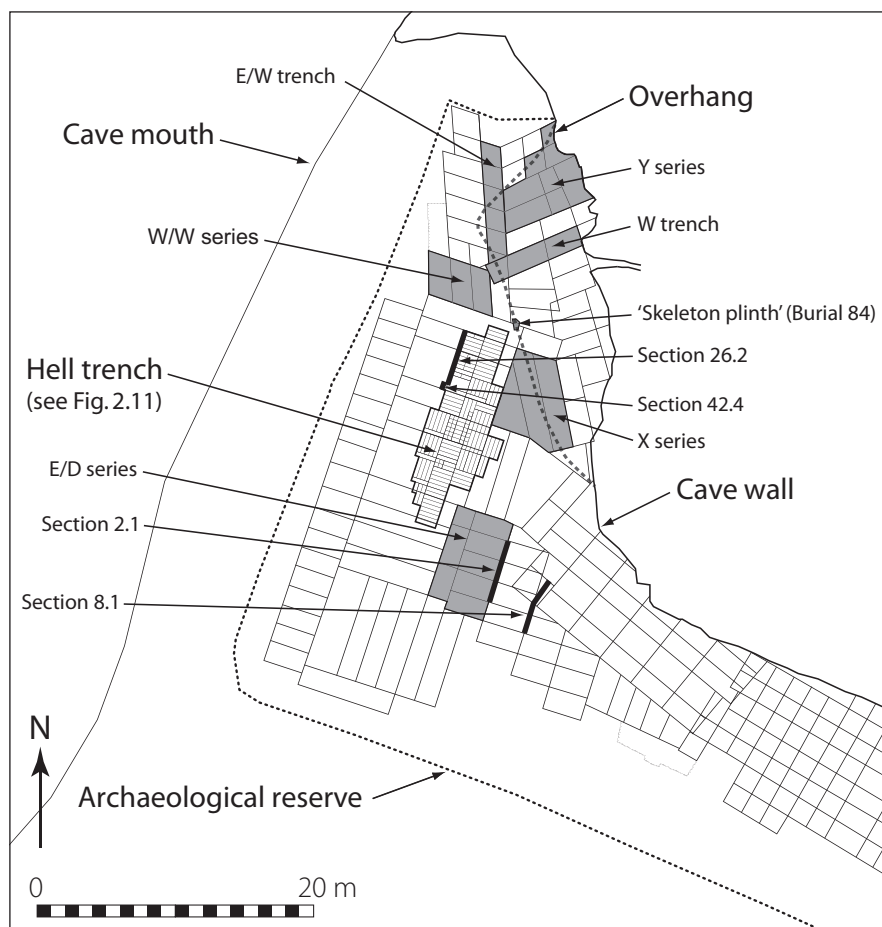 E/W trench
Overhang
Cave mouth
Y series
W trench
W/W series
‘Skeleton plinth’ (Burial 84)
Section 26.2
Hell trench
(see Fig. 2.11)
Section 42.4
X series
E/D series
Cave wall
Section 2.1
Section 8.1
N
Archaeological reserve
0 20 m